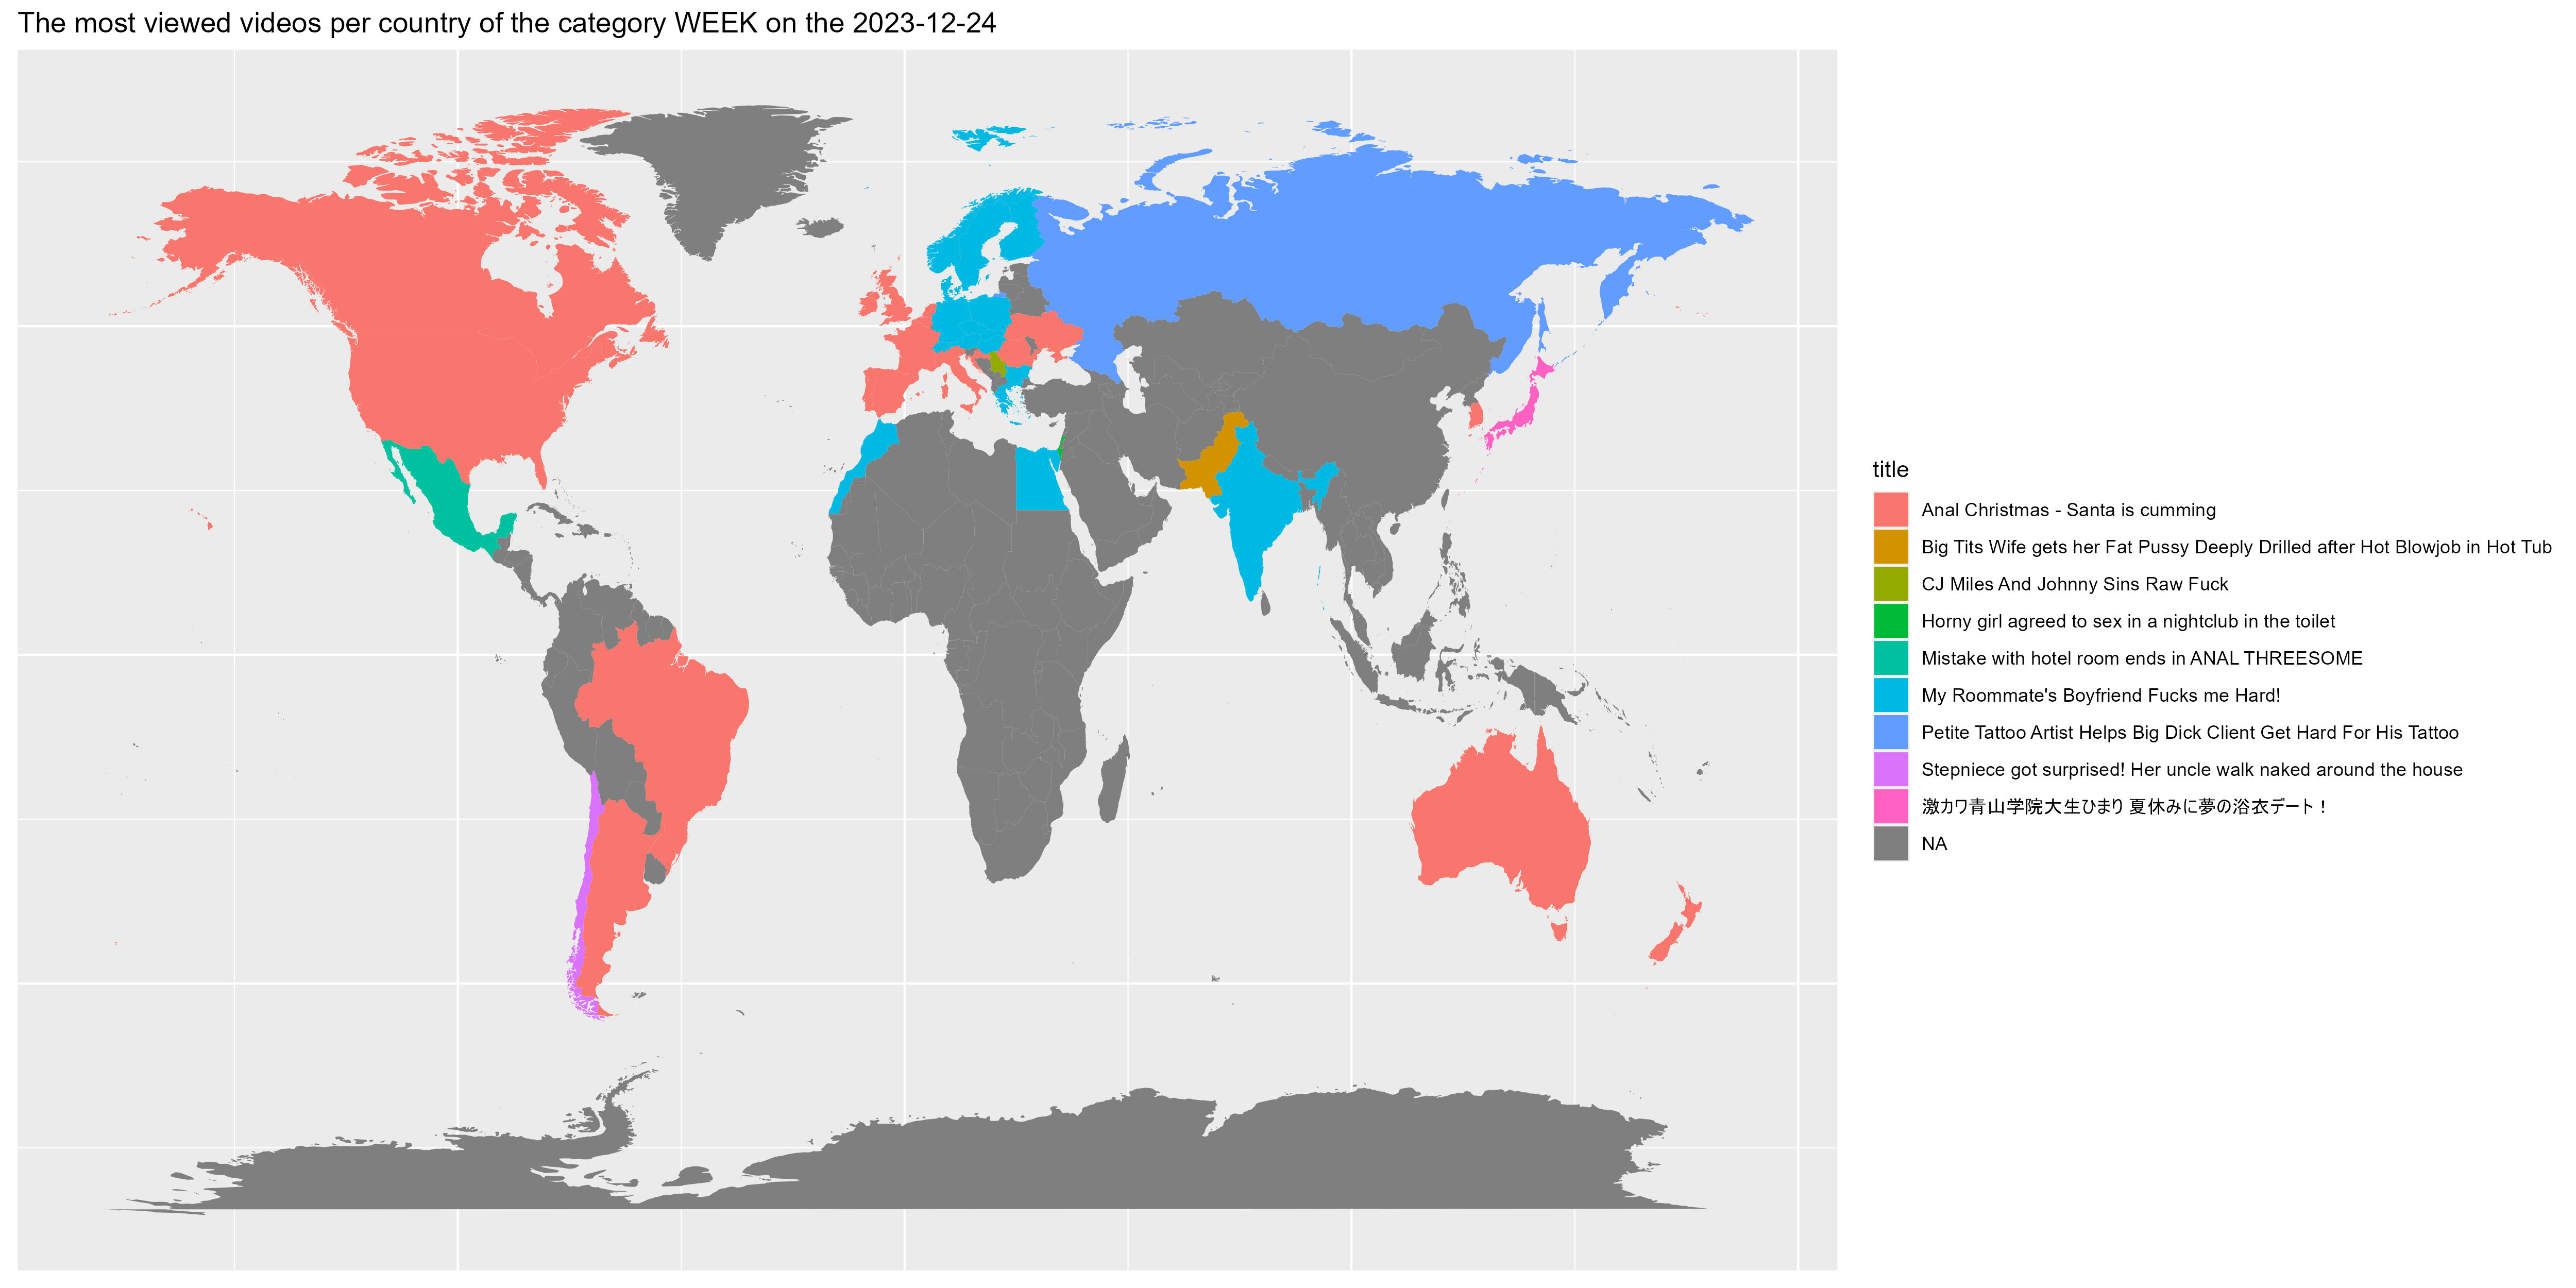 The most viewed videos per country of the category WEEK on the 2023-12-24
title
Anal Christmas - Santa is cumming
Big Tits Wife gets her Fat Pussy Deeply Drilled after Hot Blowjob in Hot Tub
CJ Miles And Johnny Sins Raw Fuck
Horny girl agreed to sex in a nightclub in the toilet
Mistake with hotel room ends in ANAL THREESOME
My Roommate's Boyfriend Fucks me Hard!
Petite Tattoo Artist Helps Big Dick Client Get Hard For His Tattoo
Stepniece got surprised! Her uncle walk naked around the house
激カワ青山学院大生ひまり 夏休みに夢の浴衣デート！
NA